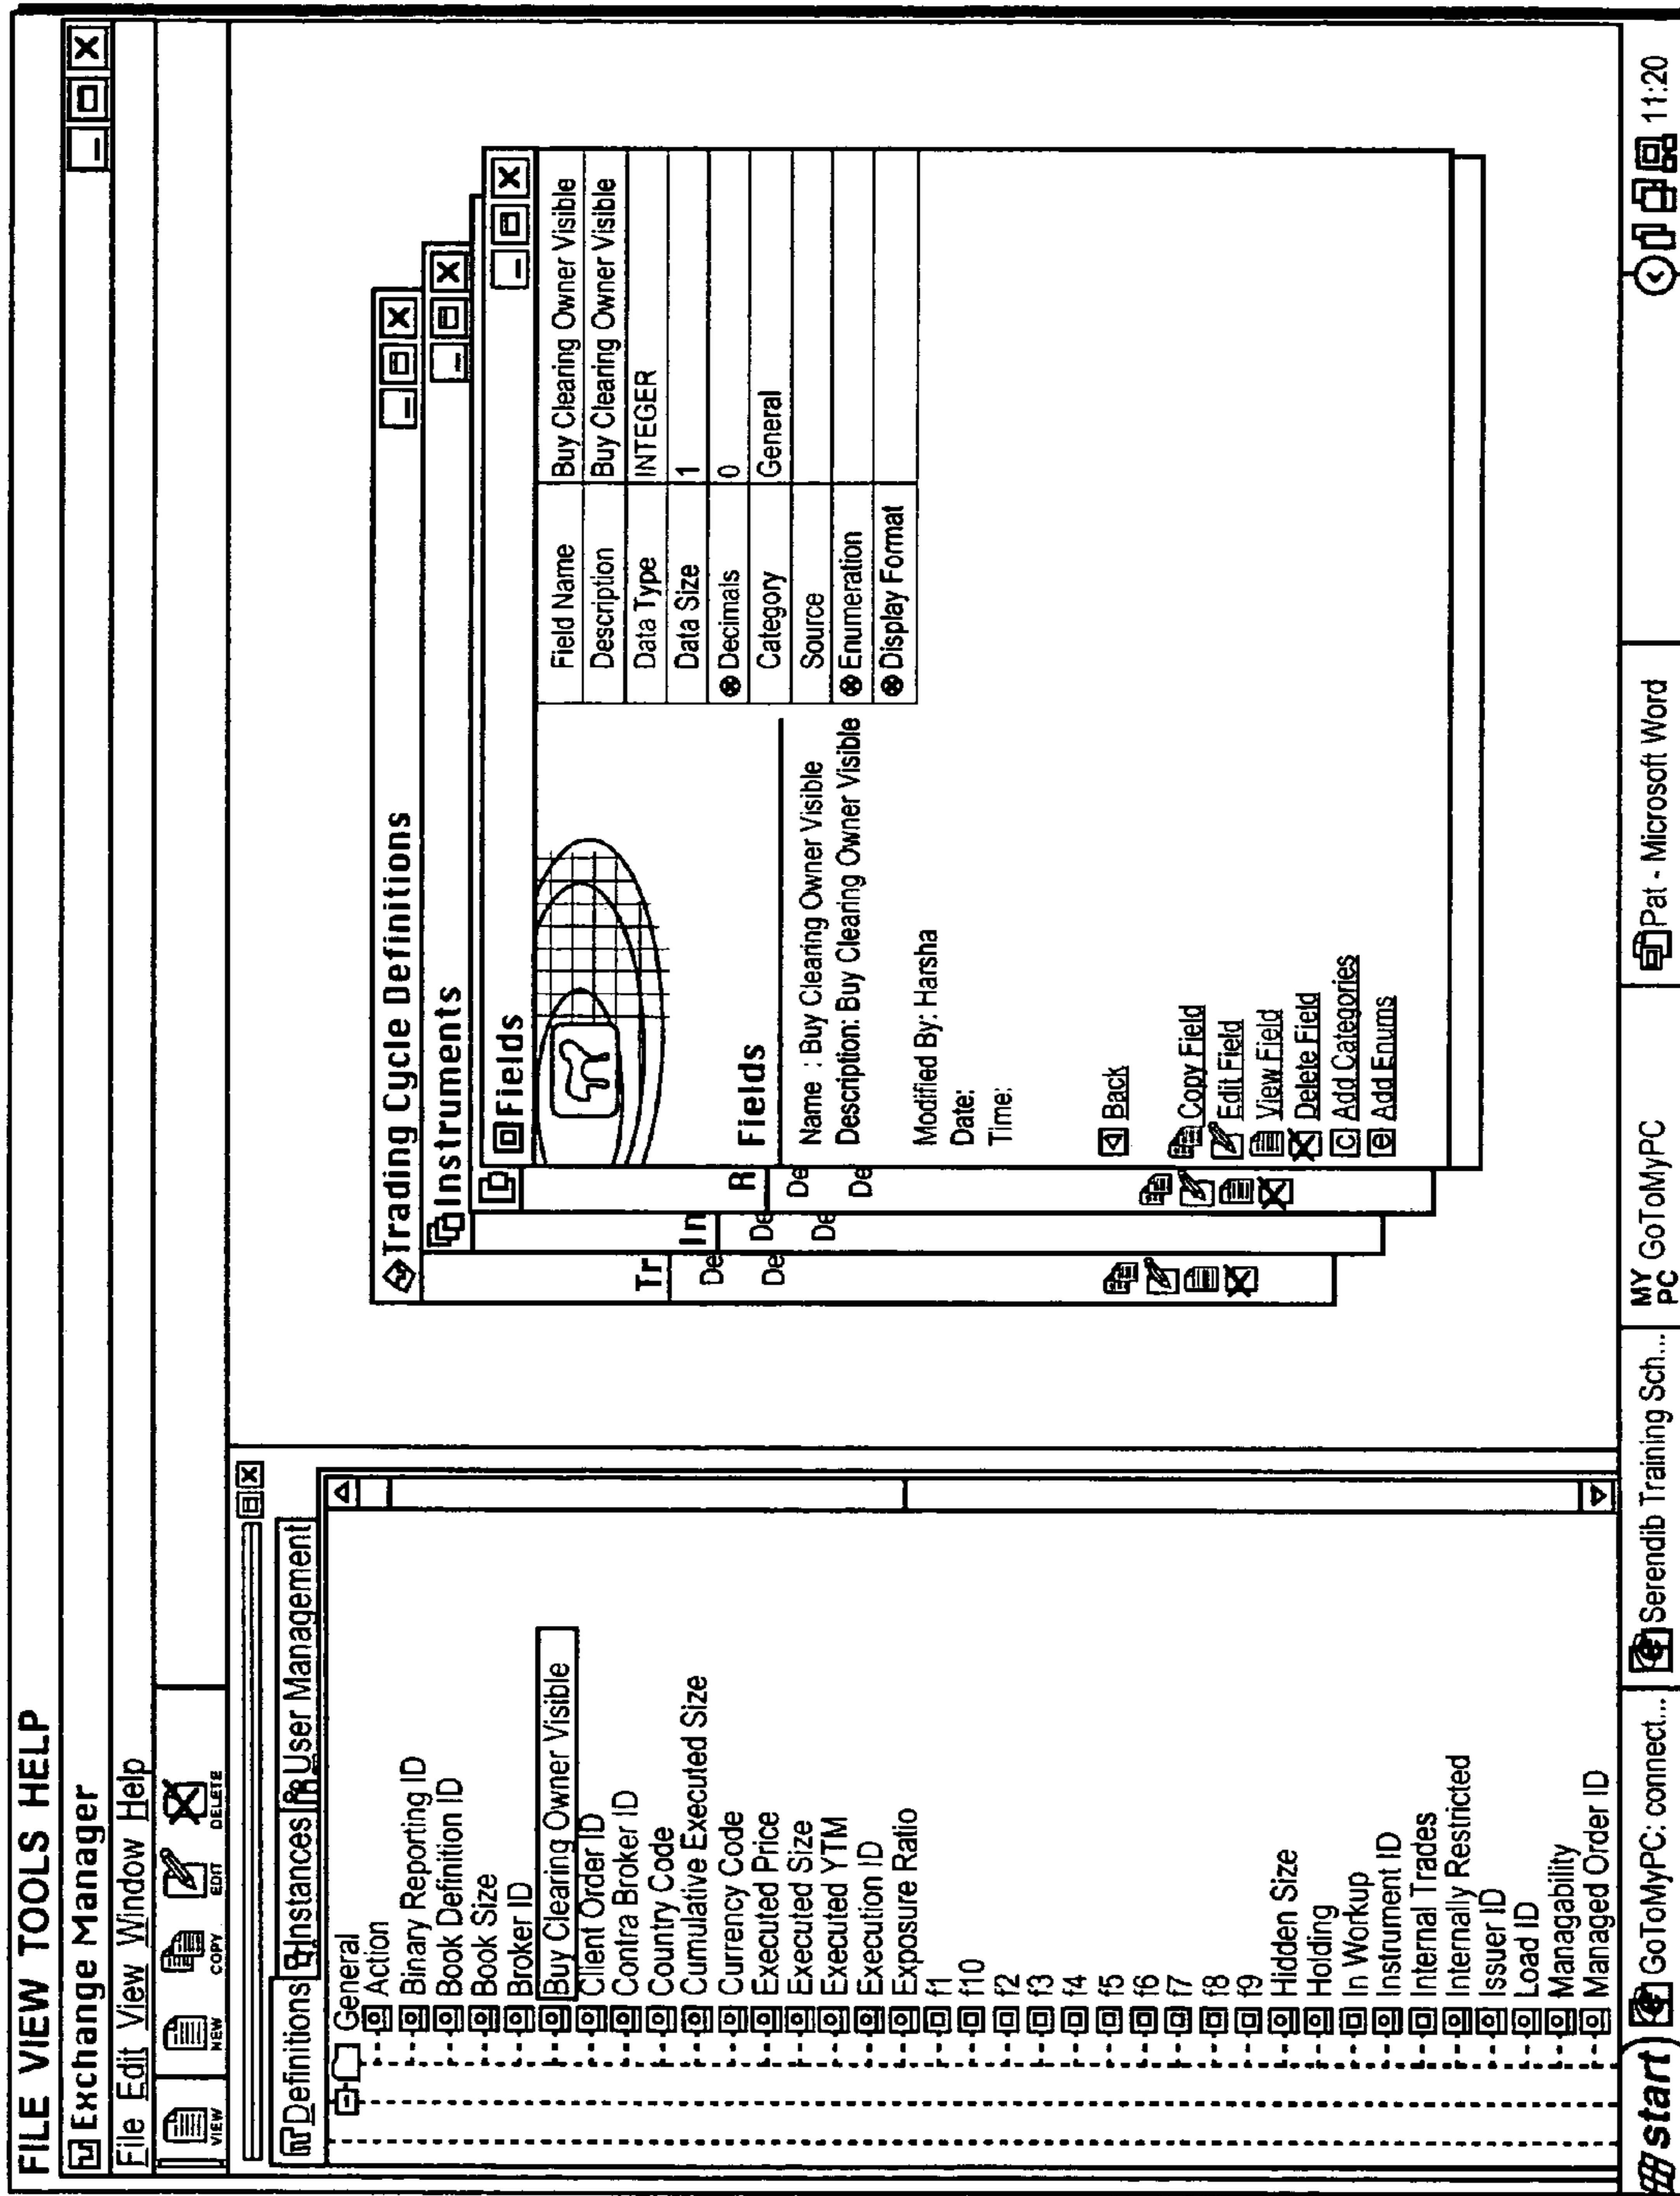 FILE VIEW TOOLS HELP
Exchange Manager
File Edit View Window Help
VIEW NEW COPY EDIT DELETE
Definitions Instances User Management
General
Action
Binary Reporting ID
Book Definition ID
Book Size
Broker ID
Buy Clearing Owner Visible
Client Order ID
Contra Broker ID
Country Code
Cumulative Executed Size
Currency Code
Executed Price
Executed Size
Executed YTM
Execution ID
Exposure Ratio
f1
f10
f2
f3
f4
f5
f6
f7
f8
f9
Hidden Size
Holding
In Workup
Instrument ID
Internal Trades
Internally Restricted
Issuer ID
Load ID
Managability
Managed Order ID
Trading Cycle Definitions
Tr
De
De
Instruments
In
De
De
R
De
De
Fields
Fields
Name : Buy Clearing Owner Visible
Description: Buy Clearing Owner Visible
Modified By: Harsha
Date:
Time:
Back
Copy Field
Edit Field
View Field
Delete Field
C Add Categories
e Add Enums
Field Name Buy Clearing Owner Visible
Description Buy Clearing Owner Visible
Data Type INTEGER
Data Size 1
Decimals 0
Category General
Source
Enumeration
Display Format
start GoToMyPC: connect... Serendib Training Sch... MY PC GoToMyPC Pat - Microsoft Word 11:20